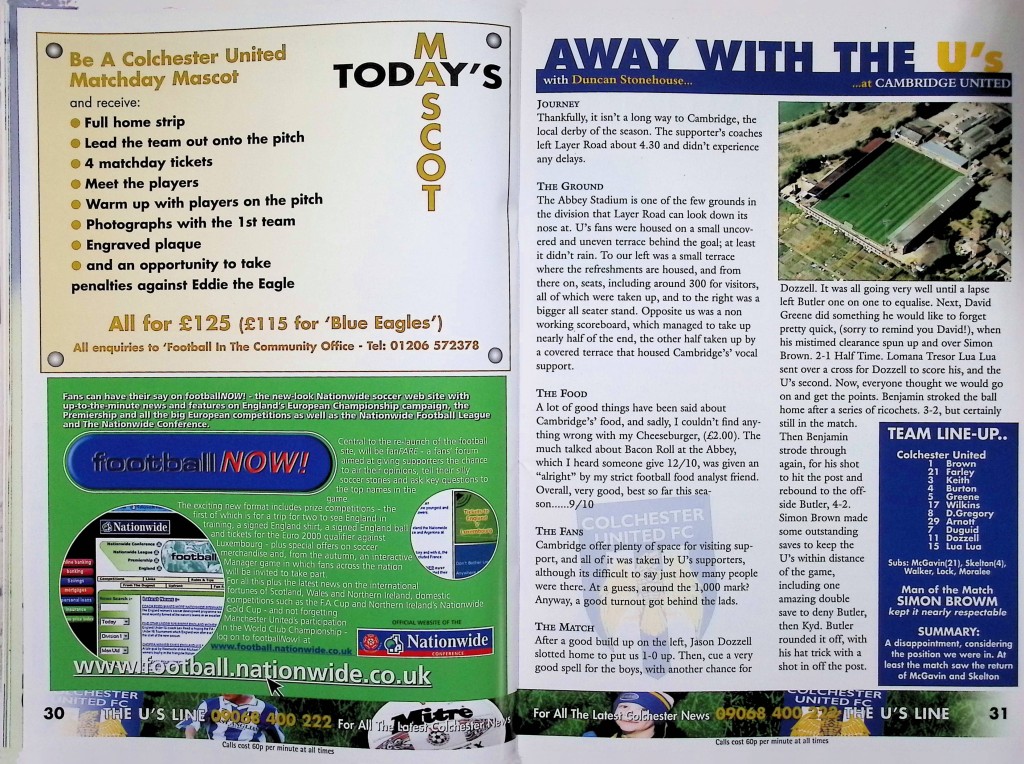 Be A Colchester United
Matchday Mascot
and receive:
Full home strip
Lead the team out onto the pitch
4 matchday tickets
Meet the players
Warm up with players on the pitch
Photographs with the 1st team
Engraved plaque
and an opportunity to take
penalties against Eddie the Eagle
TODAY'S
MASCOT
All for £125 (£115 for 'Blue Eagles')
All enquiries to 'Football In The Community Office - Tel: 01206 572378
Fans can have their say on footballNOW! - the new-look Nationwide soccer web site with
up-to-the-minute news and features on England's European Championship campaign, the
Premiership and all the big European competitions as well as the Nationwide Football League
and The Nationwide Conference.
football NOW!
Central to the re-launch of the football
site, will be fanFARE - a fans' forum
aimed at giving supporters the chance
to air their opinions, tell their silly
soccer stories and ask key questions to
the top names in the
game.
The exciting new format includes prize competitions - the
first of which is for a trip for two to see England in
training, a signed England shirt, a signed England ball
and tickets for the Euro 2000 qualifier against
Luxembourg - plus special offers on soccer
merchandise and, from the autumn, an interactive
Manager game in which fans across the nation
will be invited to take part.
For all this plus the latest news on the international
fortunes of Scotland, Wales and Northern Ireland, domestic
competitions such as the FA Cup and Northern Ireland's Nationwide
Gold Cup - and not forgetting
Manchester United's participation
in the World Club Championship -
log on to footballNow! at
www.football.nationwide.co.uk
Nationwide
football
OFFICIAL WEBSITE OF THE
Nationwide
CONFERENCE
www.football.nationwide.co.uk
30
THE U'S LINE 09068 400 222 For All The Latest Colchester News
Calls cost 60p per minute at all times
mitre
AWAY WITH THE U's
with Duncan Stonehouse...
...at CAMBRIDGE UNITED
JOURNEY
Thankfully, it isn't a long way to Cambridge, the
local derby of the season. The supporter's coaches
left Layer Road about 4.30 and didn't experience
any delays.
THE GROUND
The Abbey Stadium is one of the few grounds in
the division that Layer Road can look down its
nose at. U's fans were housed on a small uncov-
ered and uneven terrace behind the goal; at least
it didn't rain. To our left was a small terrace
where the refreshments are housed, and from
there on, seats, including around 300 for visitors,
all of which were taken up, and to the right was a
bigger all seater stand. Opposite us was a non
working scoreboard, which managed to take up
nearly half of the end, the other half taken up by
a covered terrace that housed Cambridge's' vocal
support.
THE FOOD
A lot of good things have been said about
Cambridge's' food, and sadly, I couldn't find any-
thing wrong with my Cheeseburger, (£2.00). The
much talked about Bacon Roll at the Abbey,
which I heard someone give 12/10, was given an
"alright" by my strict football food analyst friend.
Overall, very good, best so far this sea-
son......9/10
THE FANS
Cambridge offer plenty of space for visiting sup-
port, and all of it was taken by U's supporters,
although its difficult to say just how many people
were there. At a guess, around the 1,000 mark?
Anyway, a good turnout got behind the lads.
THE MATCH
After a good build up on the left, Jason Dozzell
slotted home to put us 1-0 up. Then, cue a very
good spell for the boys, with another chance for
COLCHESTER
UNITED FC
Dozzell. It was all going very well until a lapse
left Butler one on one to equalise. Next, David
Greene did something he would like to forget
pretty quick, (sorry to remind you David!), when
his mistimed clearance spun up and over Simon
Brown. 2-1 Half Time. Lomana Tresor Lua Lua
sent over a cross for Dozzell to score his, and the
U's second. Now, everyone thought we would go
on and get the points. Benjamin stroked the ball
home after a series of ricochets. 3-2, but certainly
still in the match.
Then Benjamin
strode through
again, for his shot
to hit the post and
rebound to the off-
side Butler, 4-2.
Simon Brown made
some outstanding
saves to keep the
U's within distance
of the game,
including one
amazing double
save to deny Butler,
then Kyd. Butler
rounded it off, with
his hat trick with a
shot in off the post.
TEAM LINE-UP..
Colchester United
1 Brown
21 Farley
3 Keith
4 Burton
5 Greene
17 Wilkins
8 D.Gregory
29 Arnott
7 Duguid
11 Dozzell
15 Lua Lua
Subs: McGavin(21), Skelton(4),
Walker, Lock, Moralee
Man of the Match
SIMON BROWM
kept it nearly respectable
SUMMARY:
A disappointment, considering
the position we were in. At
least the match saw the return
of McGavin and Skelton
For All The Latest Colchester News 09068 400 222 THE U'S LINE
Calls cost 60p per minute at all times
31